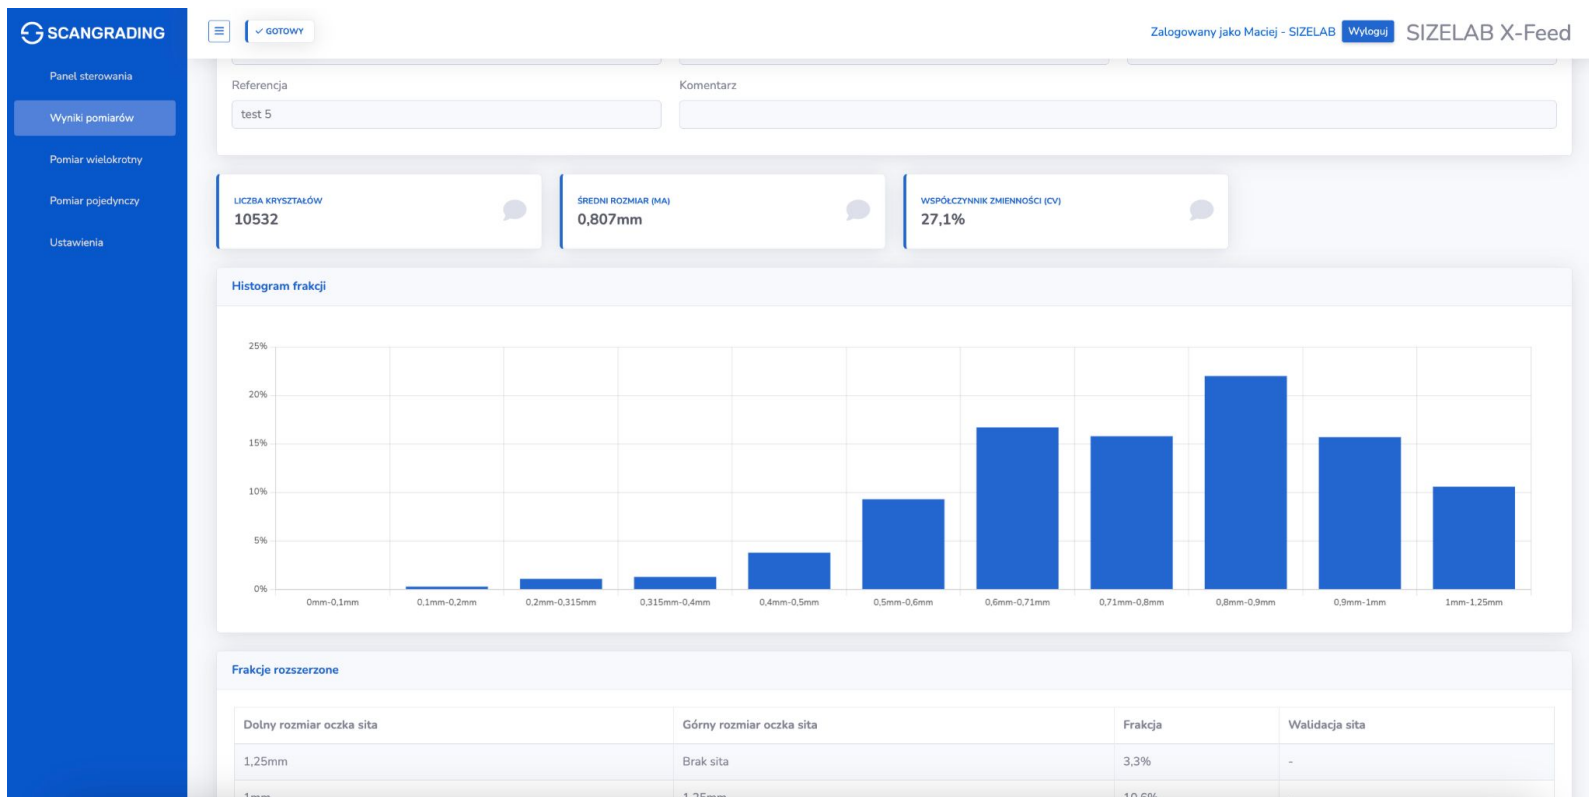 SCANGRADING
Panel sterowania
Wyniki pomiarów
Pomiar wielokrotny
Pomiar pojedynczy
Ustawienia
GOTOWY
Zalogowany jako Maciej - SIZELAB Wyloguj SIZELAB X-Feed
Referencja Komentarz
test 5
LICZBA KRYSZTAŁÓW
10532
ŚREDNI ROZMIAR (MA)
0,807mm
WSPÓŁCZYNNIK ZMIENNOŚCI (CV)
27,1%
Histogram frakcji
25%
20%
15%
10%
5%
0%
0mm-0,1mm 0,1mm-0,2mm 0,2mm-0,315mm 0,315mm-0,4mm 0,4mm-0,5mm 0,5mm-0,6mm 0,6mm-0,71mm 0,71mm-0,8mm 0,8mm-0,9mm 0,9mm-1mm 1mm-1,25mm
Frakcje rozszerzone
Dolny rozmiar oczka sita Górny rozmiar oczka sita Frakcja Walidacja sita
1,25mm Brak sita 3,3% -
1mm 1,25mm 10,6%